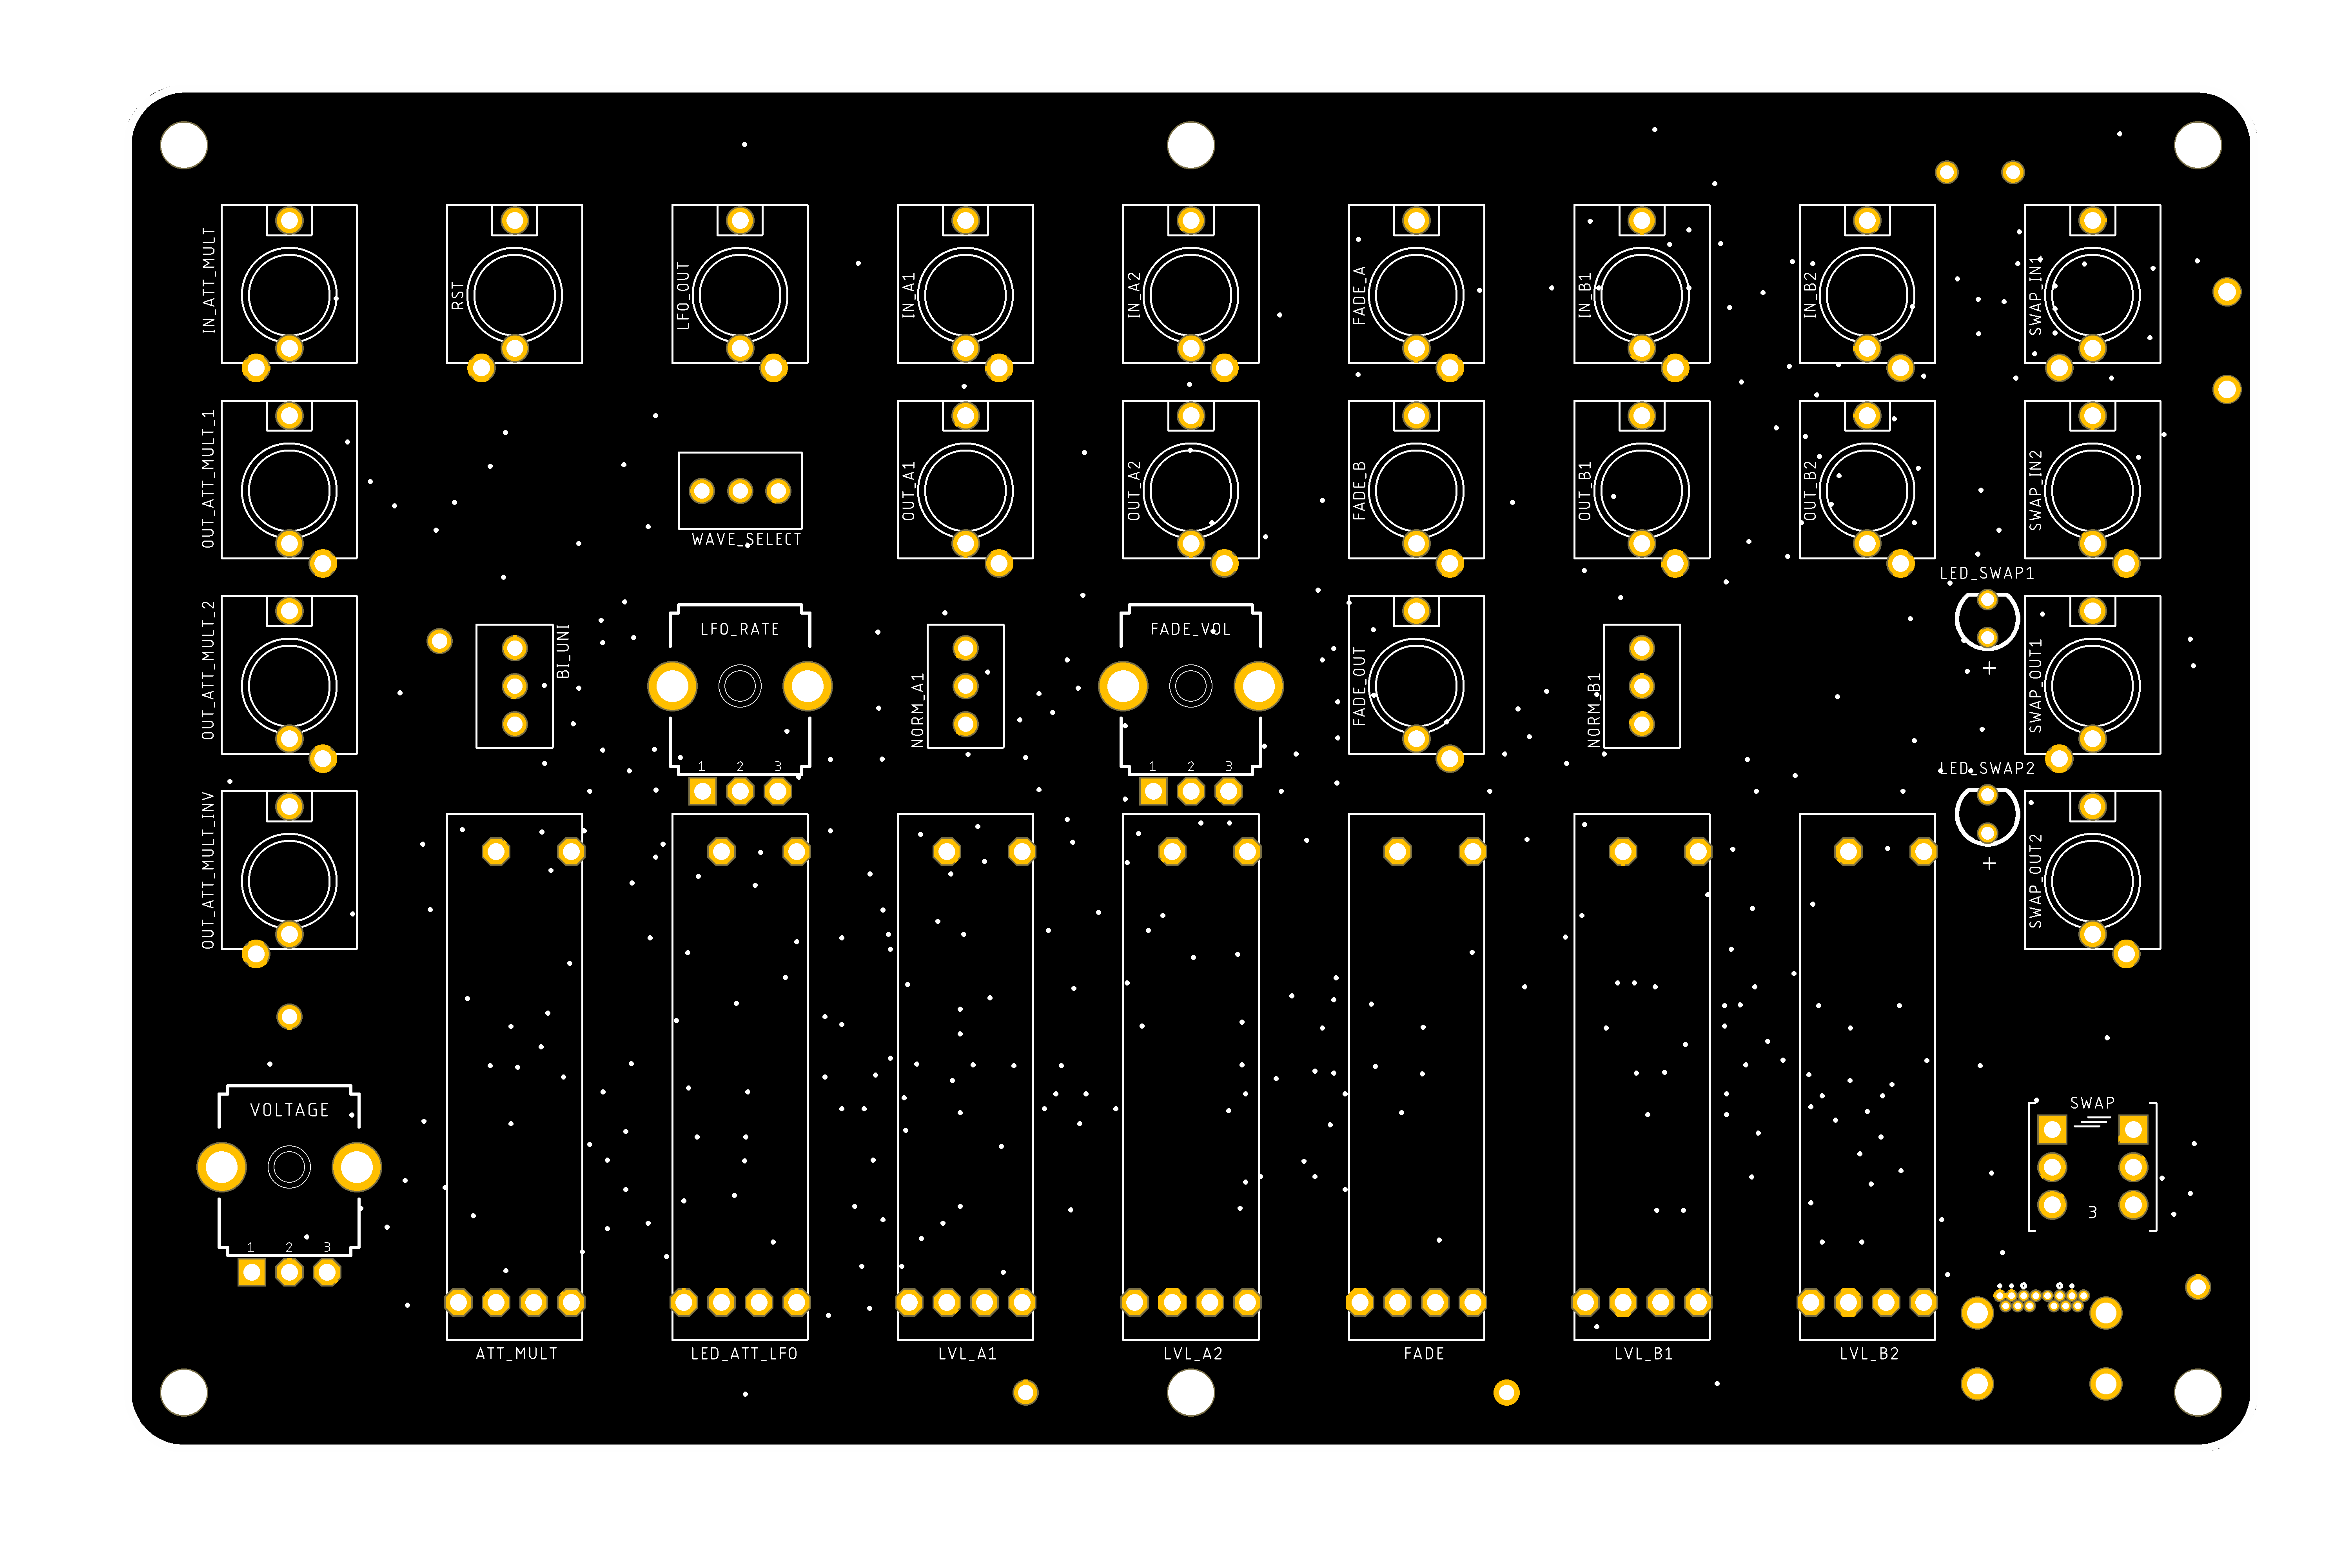 IN_ATT_MULT
RST
LFO_OUT
IN_A1
IN_A2
FADE_A
IN_B1
IN_B2
SWAP_IN1
OUT_ATT_MULT_1
WAVE_SELECT
OUT_A1
OUT_A2
FADE_B
OUT_B1
OUT_B2
SWAP_IN2
LED_SWAP1
+
OUT_ATT_MULT_2
BI_UNI
LFO_RATE
1 2 3
NORM_A1
FADE_VOL
1 2 3
FADE_OUT
NORM_B1
SWAP_OUT1
LED_SWAP2
+
OUT_ATT_MULT_INV
SWAP_OUT2
VOLTAGE
1 2 3
SWAP
3
ATT_MULT
LED_ATT_LFO
LVL_A1
LVL_A2
FADE
LVL_B1
LVL_B2